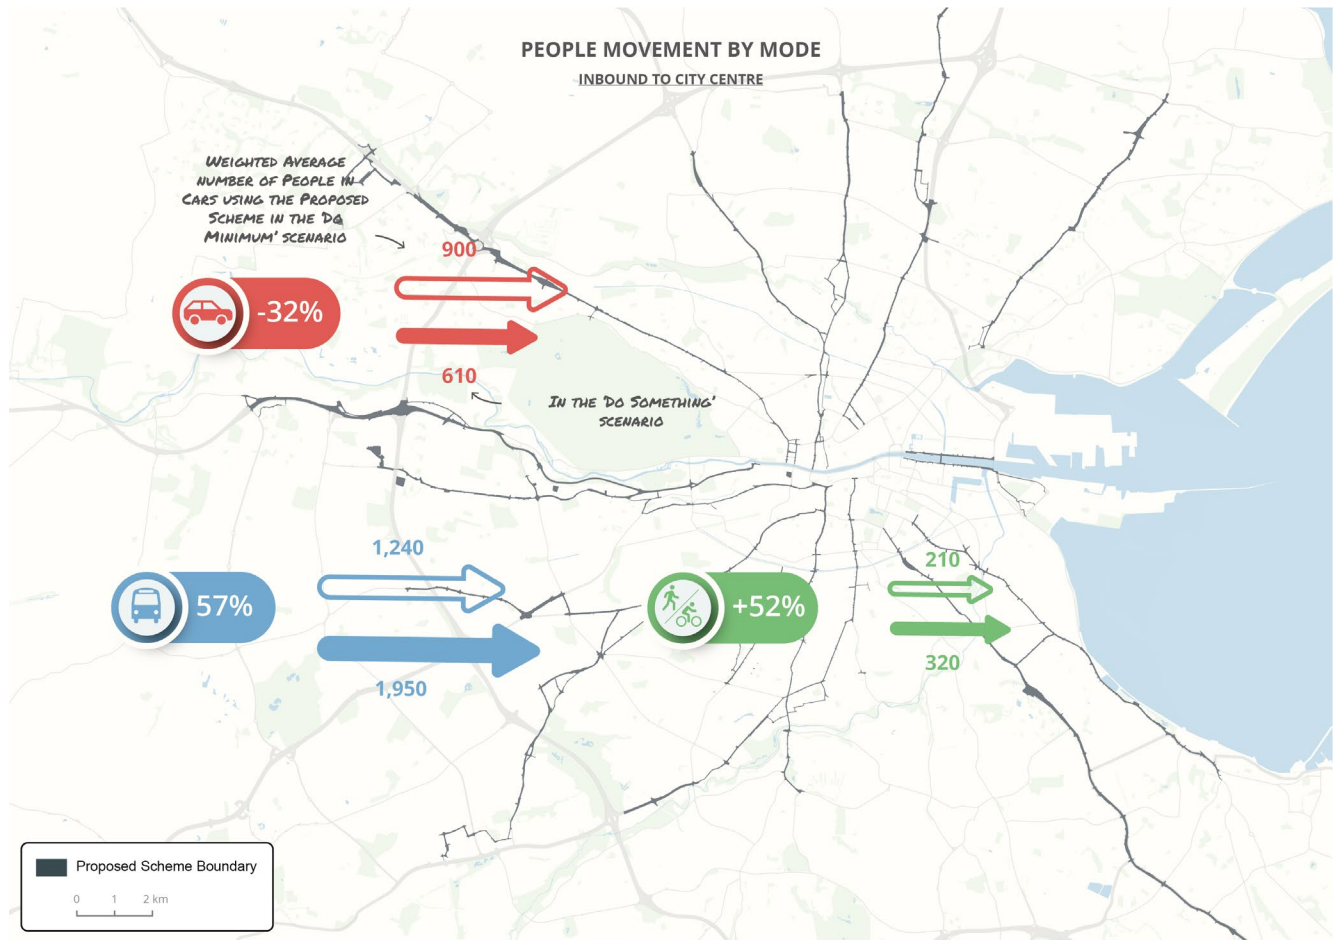 PEOPLE MOVEMENT BY MODE
INBOUND TO CITY CENTRE
WEIGHTED AVERAGE
NUMBER OF PEOPLE IN
CARS USING THE PROPOSED
SCHEME IN THE 'DO
MINIMUM' SCENARIO
900
-32%
610
IN THE 'DO SOMETHING'
SCENARIO
1,240
57%
1,950
210
+52%
320
Proposed Scheme Boundary
0 1 2 km